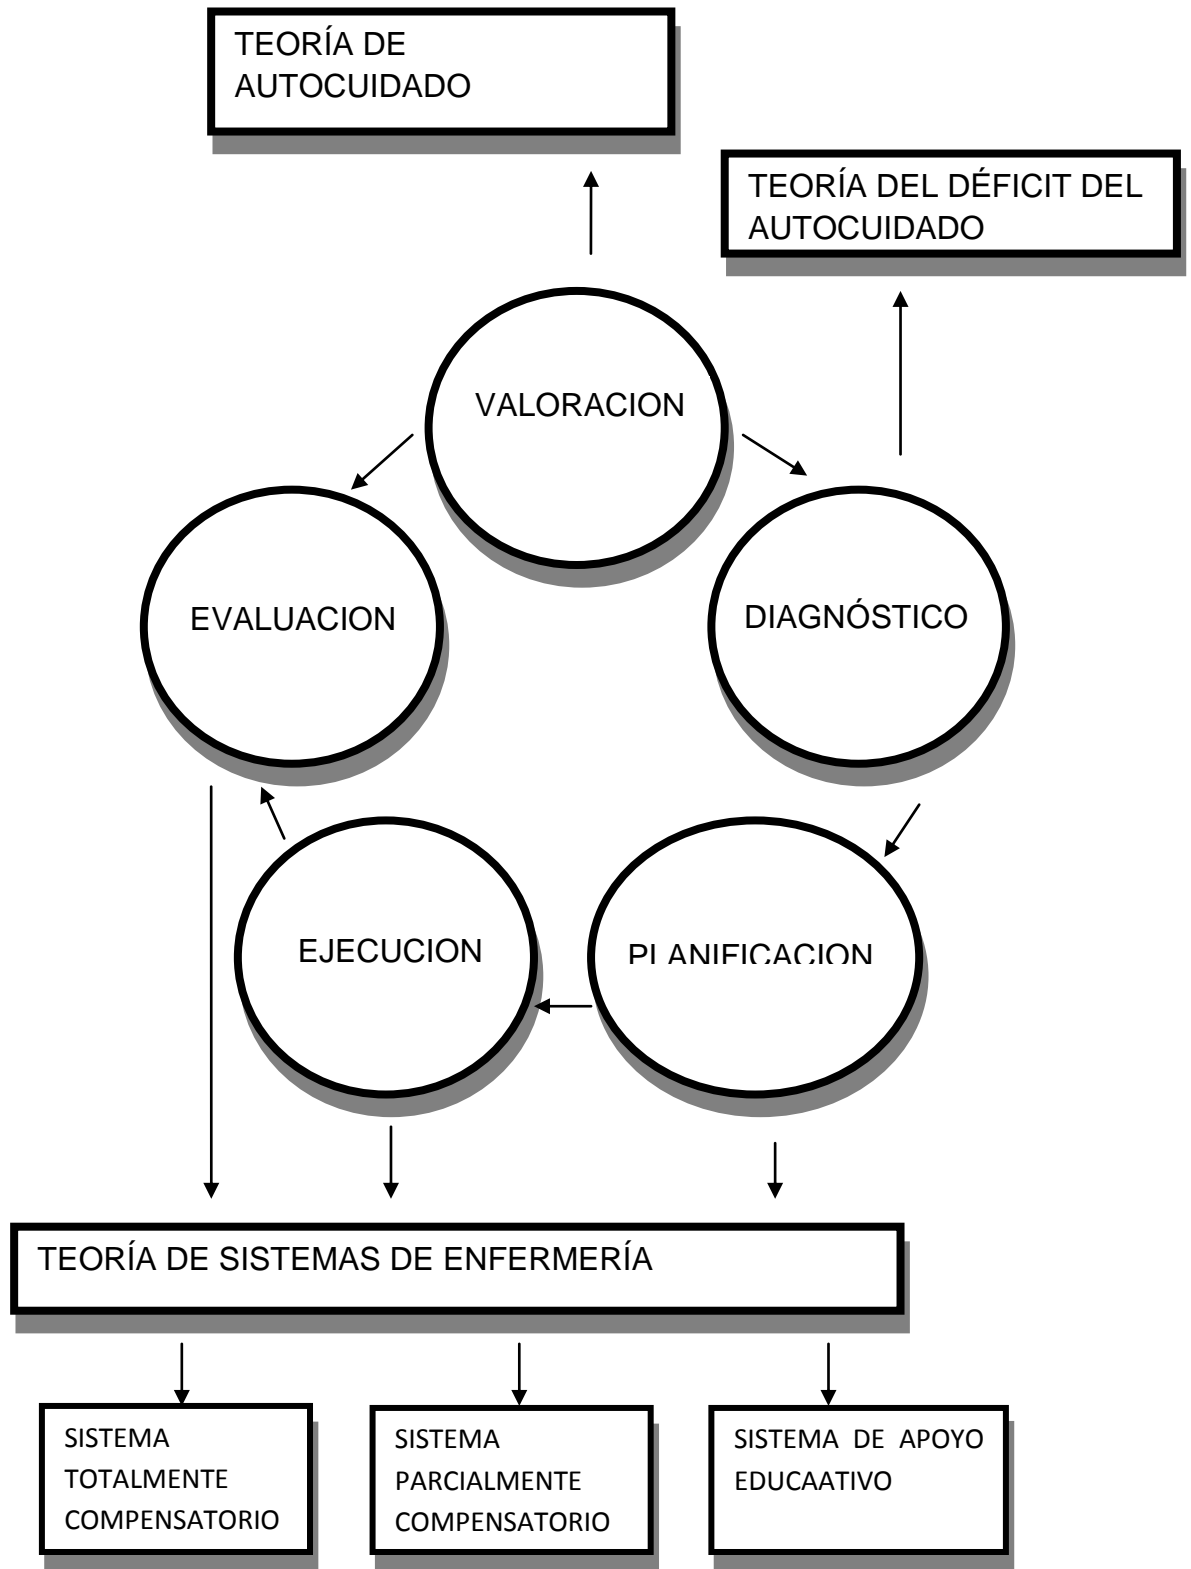 TEORÍA DE
AUTOCUIDADO
TEORÍA DEL DÉFICIT DEL
AUTOCUIDADO
VALORACION
EVALUACION
DIAGNÓSTICO
EJECUCION
PLANIFICACION
TEORÍA DE SISTEMAS DE ENFERMERÍA
SISTEMA
TOTALMENTE
COMPENSATORIO
SISTEMA
PARCIALMENTE
COMPENSATORIO
SISTEMA DE APOYO
EDUCAATIVO